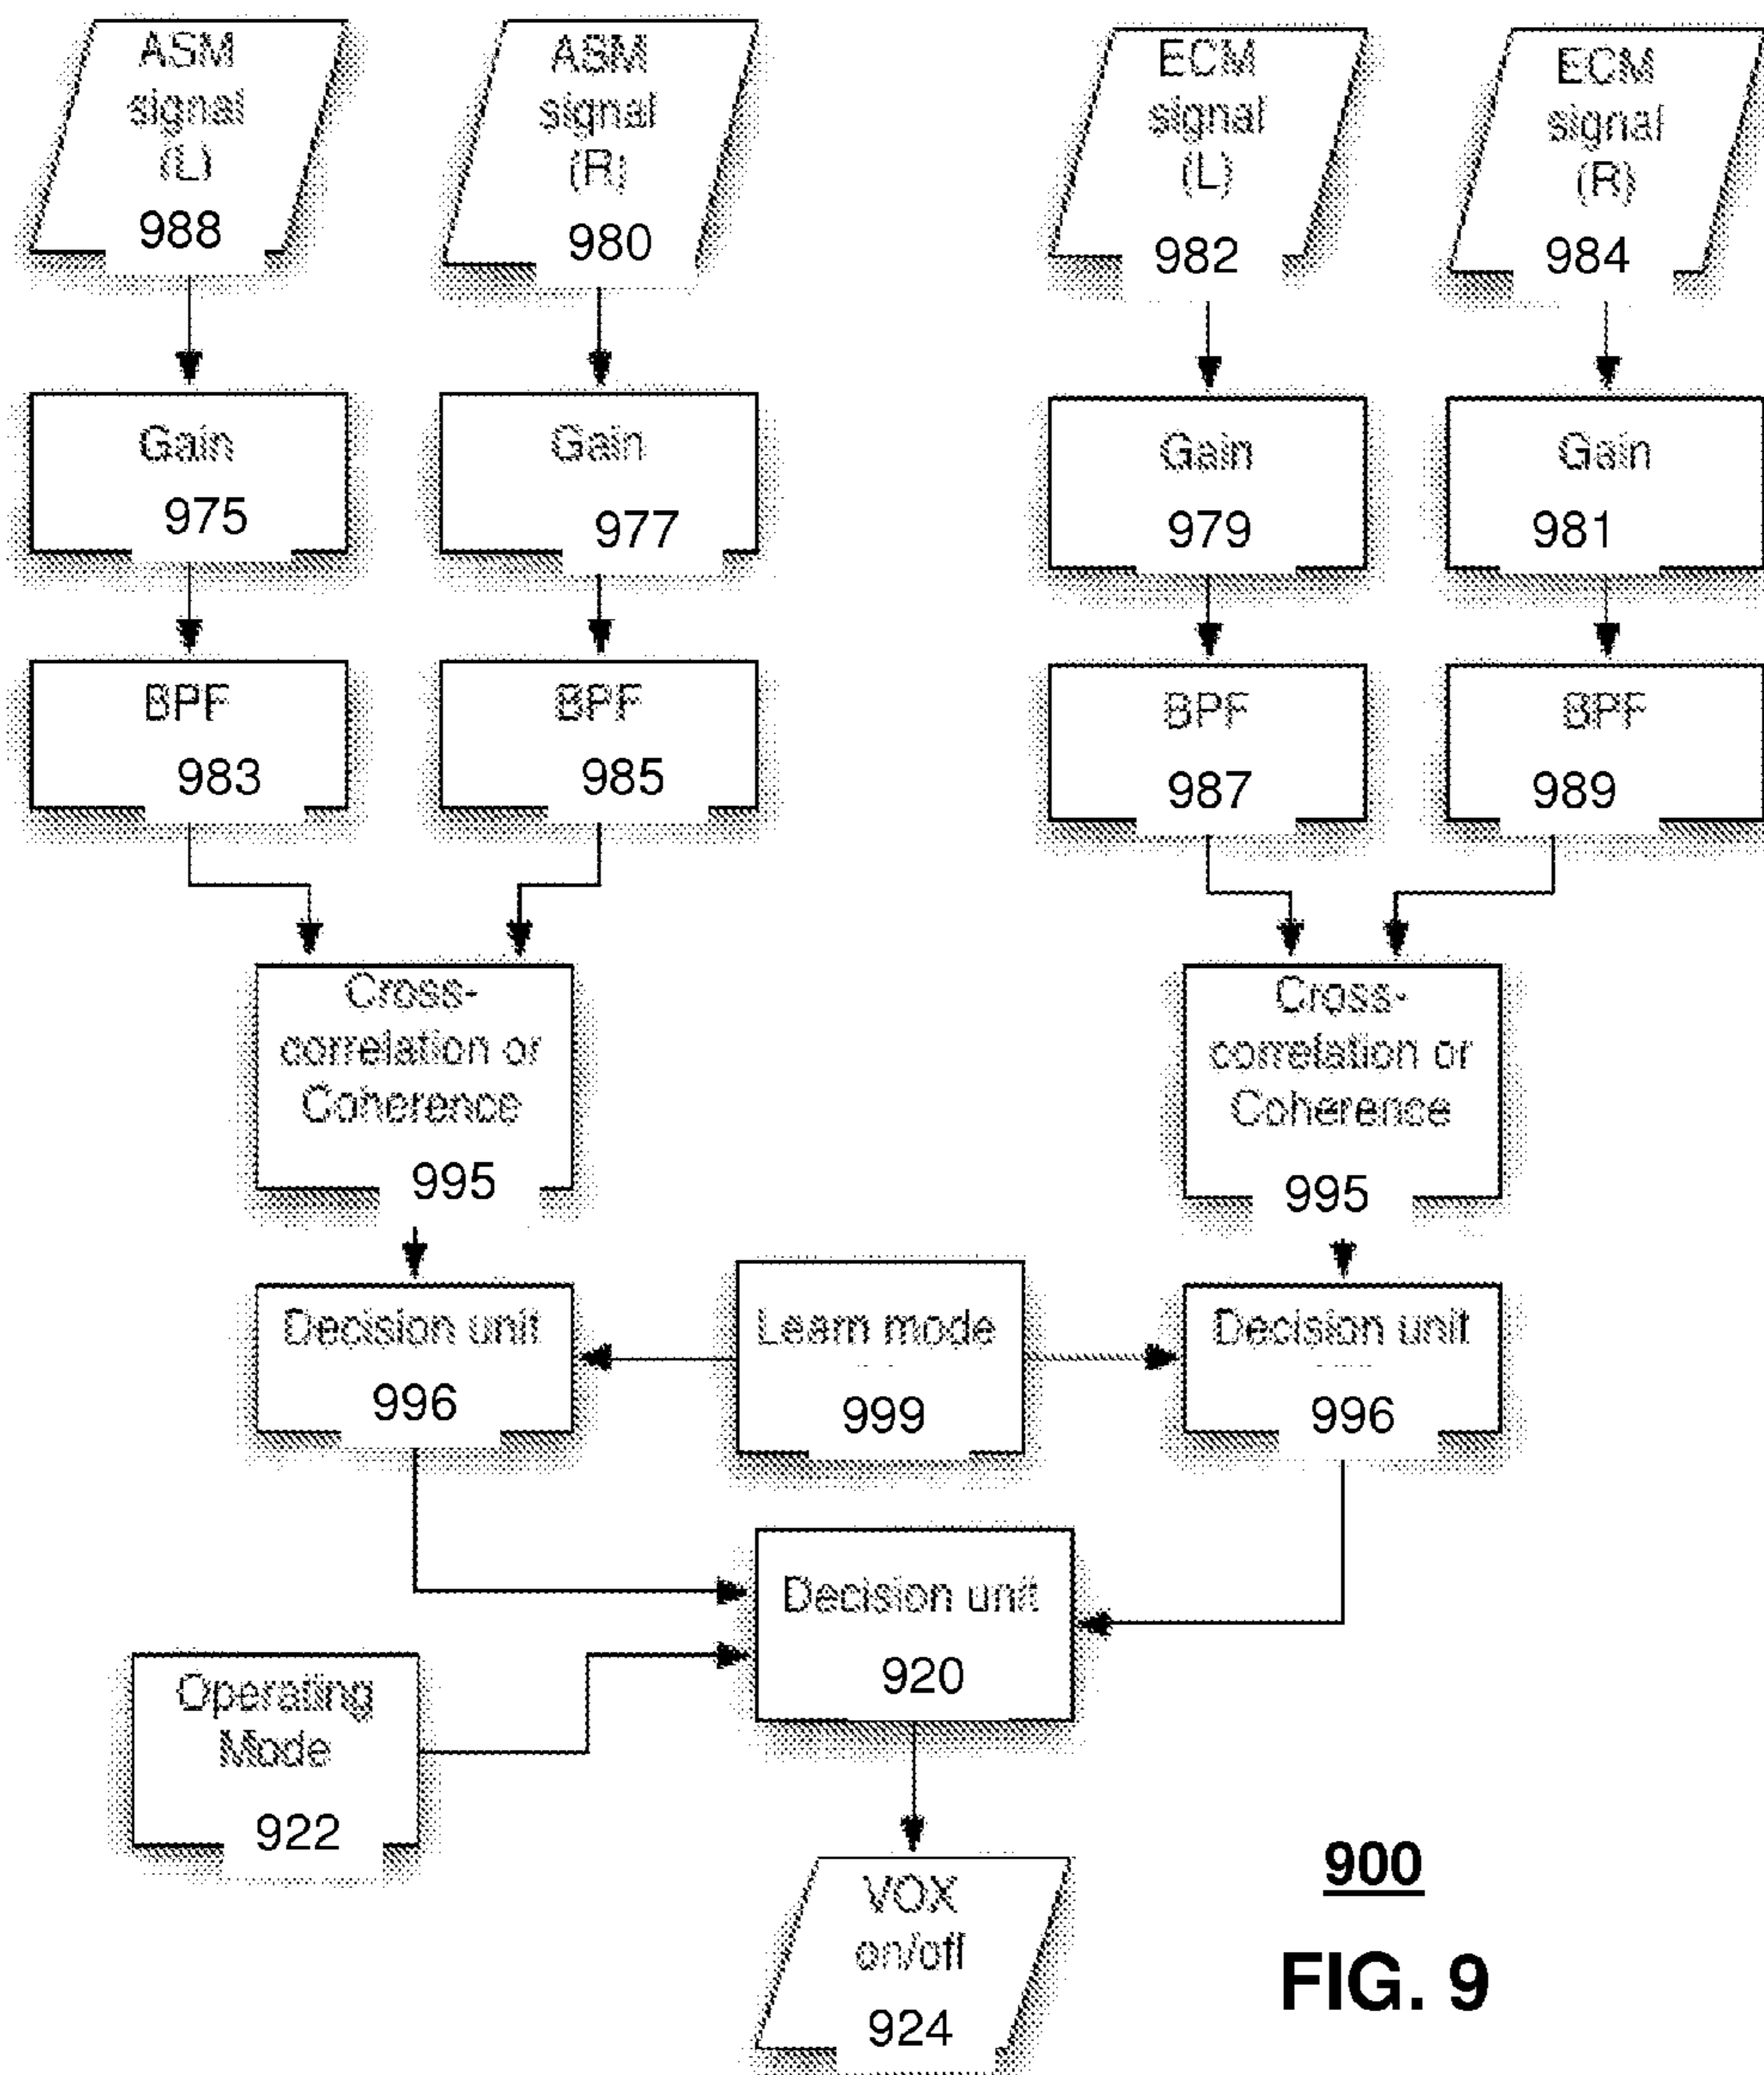 ASM
signal
(L)
988
ASM
signal
(R)
980
ECM
signal
(L)
982
ECM
signal
(R)
984
Gain
975
Gain
977
Gain
979
Gain
981
BPF
983
BPF
985
BPF
987
BPF
989
Cross-
correlation or
Coherence
995
Cross-
correlation or
Coherence
995
Decision unit
996
Learn mode
999
Decision unit
996
Decision unit
920
Operating
Mode
922
VOX
on/off
924
900
FIG. 9